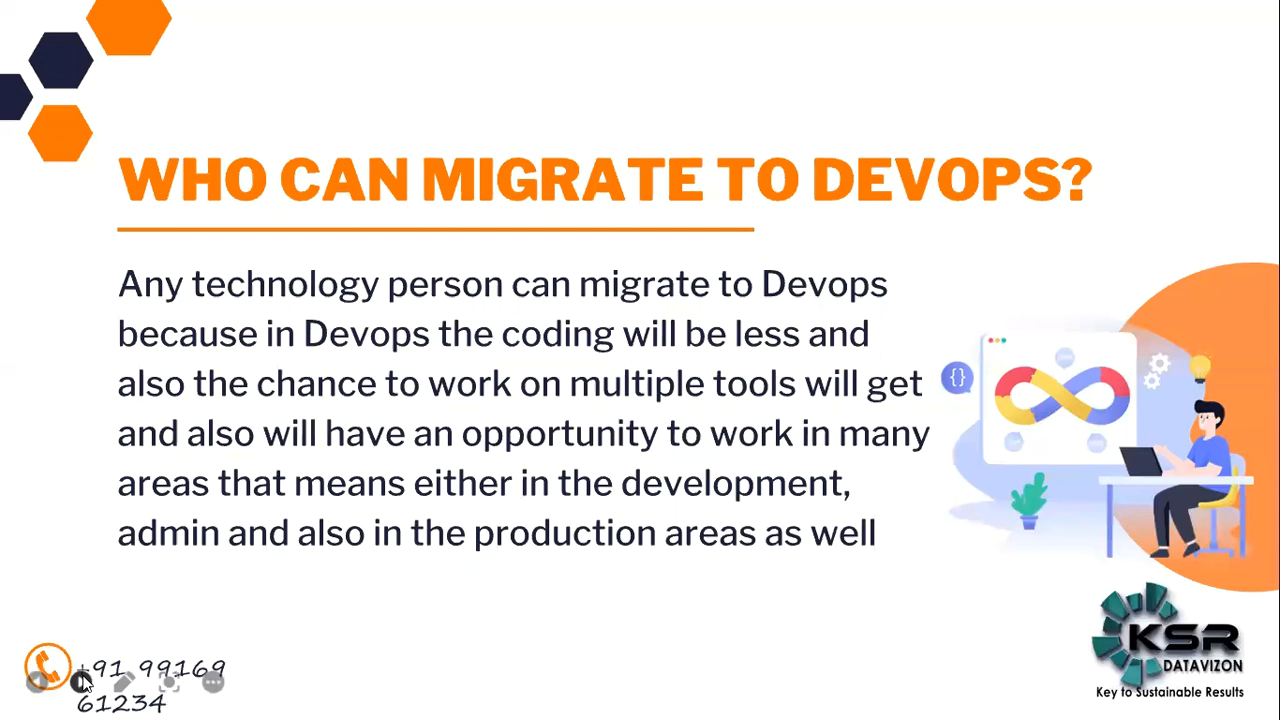 WHO CAN MIGRATE TO DEVOPS?
Any technology person can migrate to Devops
because in Devops the coding will be less and
also the chance to work on multiple tools will get
and also will have an opportunity to work in many
areas that means either in the development,
admin and also in the production areas as well
{}
+91 99169
61234
KSR
DATAVIZON
Key to Sustainable Results